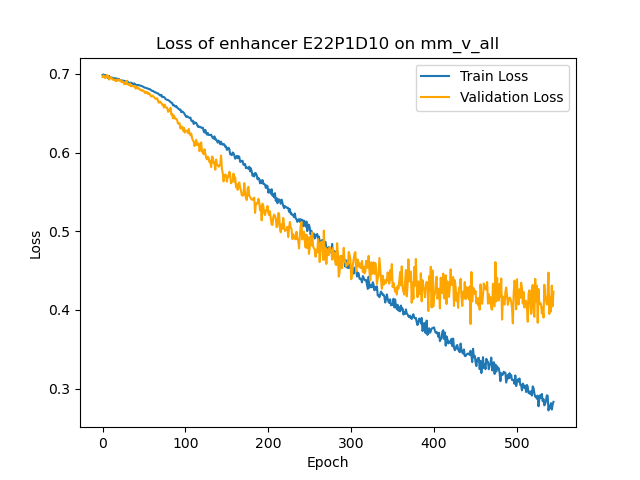 Loss of enhancer E22P1D10 on mm_v_all
Train Loss
Validation Loss
0.7
0.6
0.5
0.4
0.3
Loss
0 100 200 300 400 500
Epoch